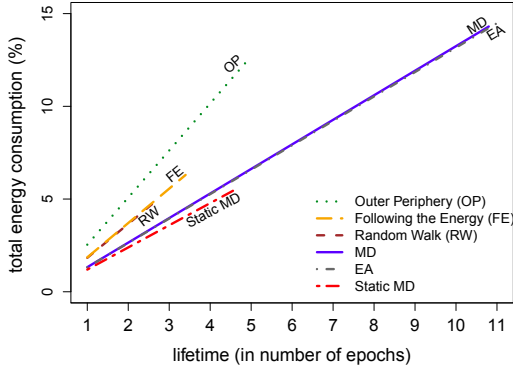 total energy consumption (%)
15
10
5
0
OP
FE
RW
Static MD
MD
EA
Outer Periphery (OP)
Following the Energy (FE)
Random Walk (RW)
MD
EA
Static MD
1 2 3 4 5 6 7 8 9 10 11
lifetime (in number of epochs)